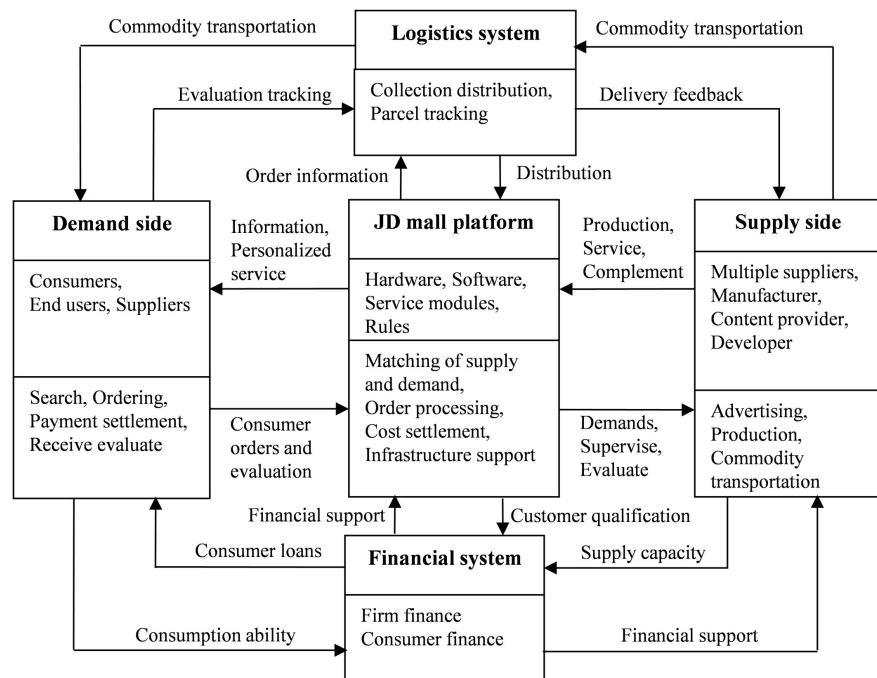 Commodity transportation
Logistics system
Commodity transportation
Collection distribution,
Parcel tracking
Evaluation tracking
Delivery feedback
Order information
Distribution
Demand side
Consumers,
End users, Suppliers
Search, Ordering,
Payment settlement,
Receive evaluate
Information,
Personalized
service
Consumer
orders and
evaluation
JD mall platform
Hardware, Software,
Service modules,
Rules
Matching of supply
and demand,
Order processing,
Cost settlement,
Infrastructure support
Production,
Service,
Complement
Demands,
Supervise,
Evaluate
Supply side
Multiple suppliers,
Manufacturer,
Content provider,
Developer
Advertising,
Production,
Commodity
transportation
Financial support
Customer qualification
Consumer loans
Financial system
Supply capacity
Firm finance
Consumer finance
Consumption ability
Financial support